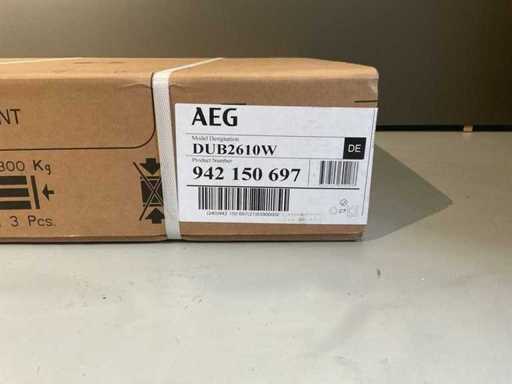 NT
300 Kg
3 Pcs.
AEG
Model Designation
DUB2610W
DE
Product Number
942 150 697